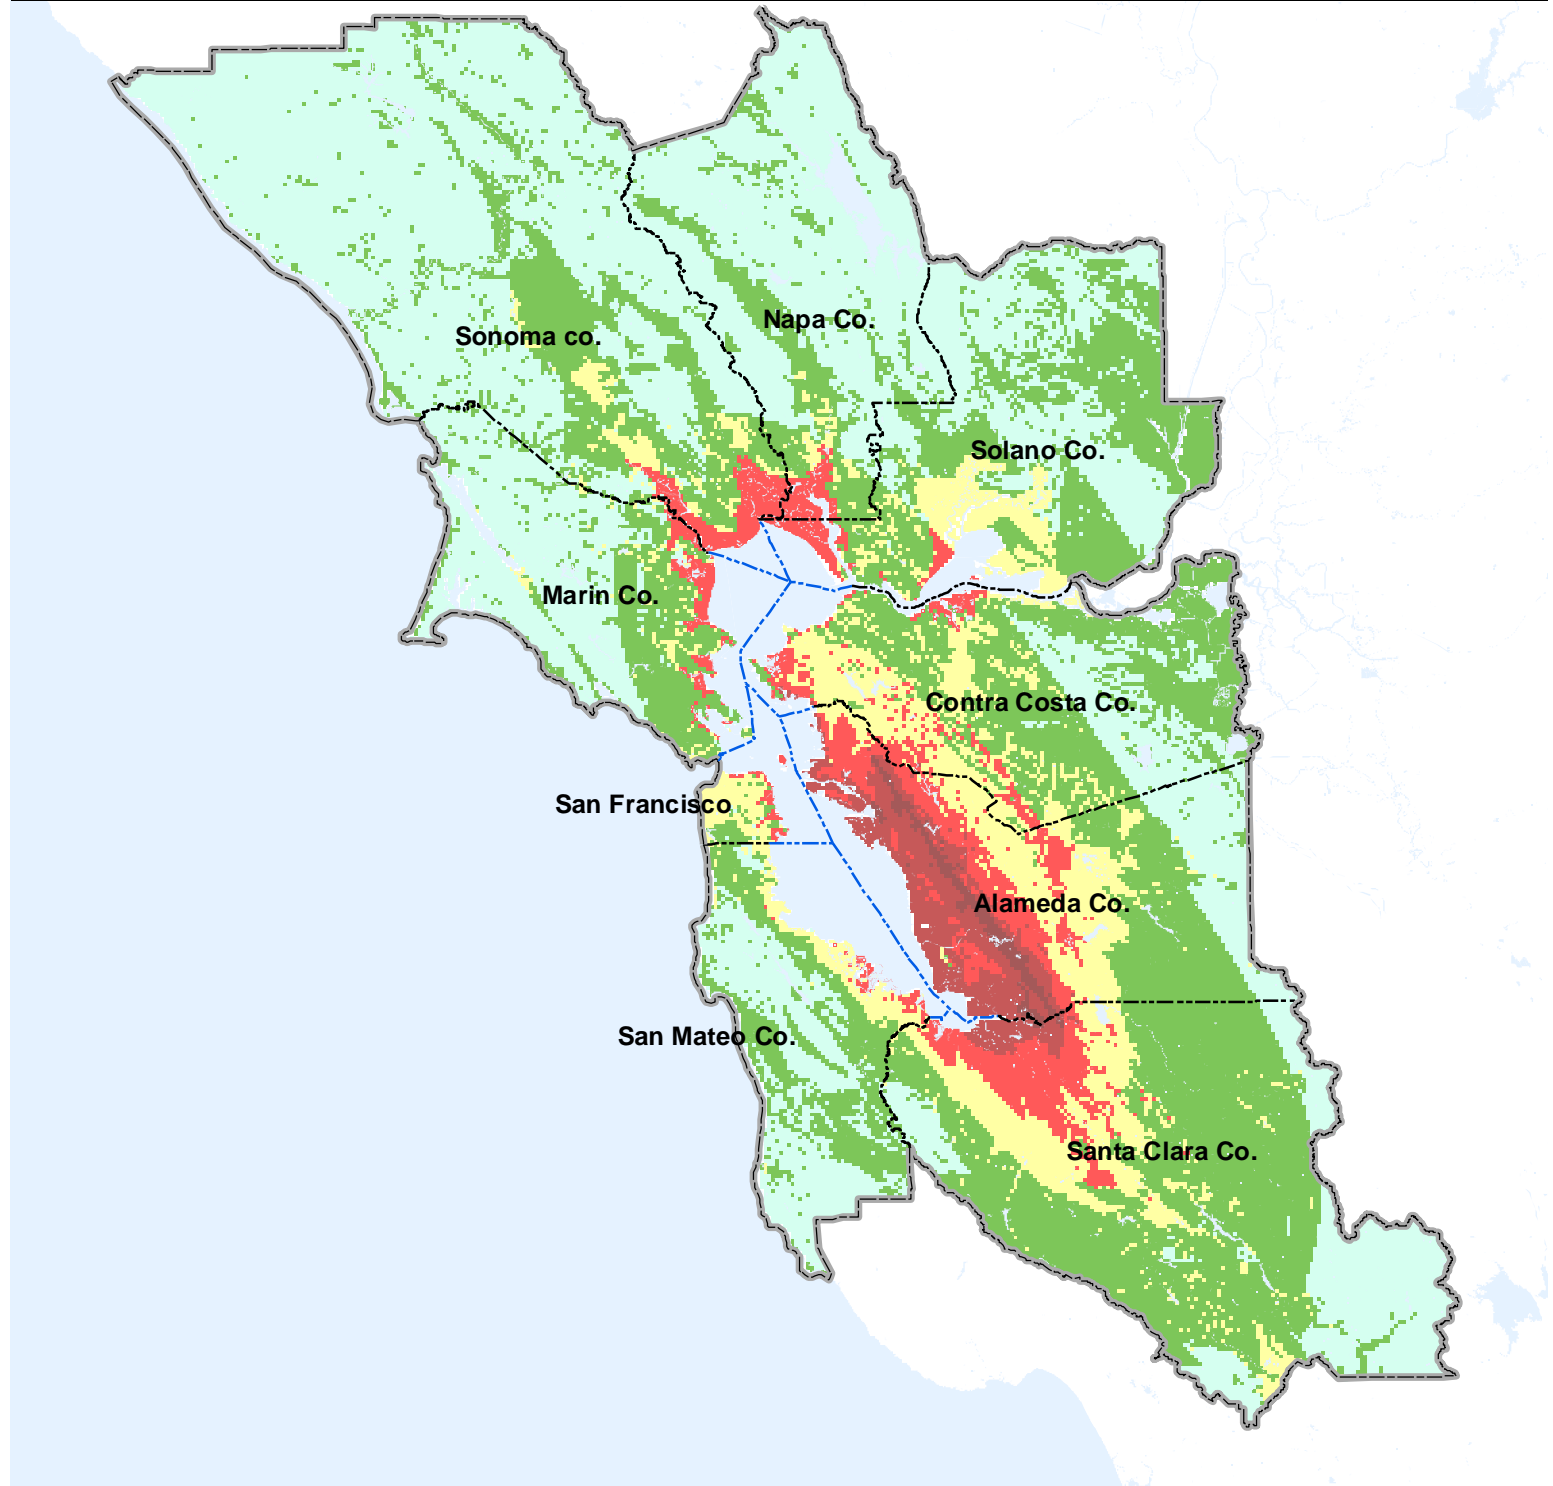 Napa Co.
Sonoma co.
Solano Co.
Marin Co.
Contra Costa Co.
San Francisco
Alameda Co.
San Mateo Co.
Santa Clara Co.